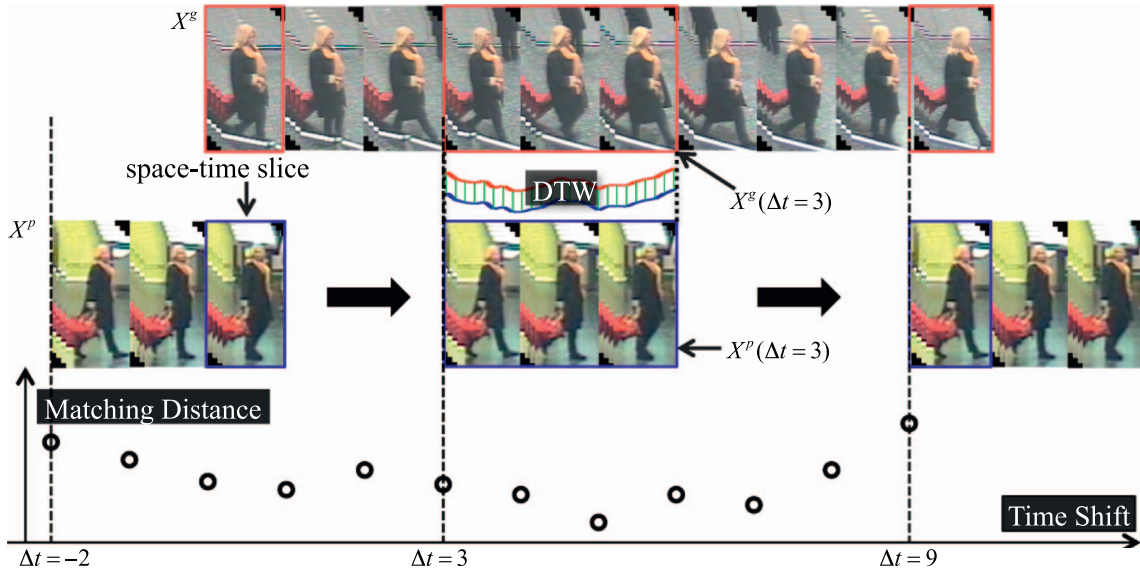 X^g
space-time slice
DTW
X^g(Δt = 3)
X^p
X^p(Δt = 3)
Matching Distance
Time Shift
Δt = −2
Δt = 3
Δt = 9